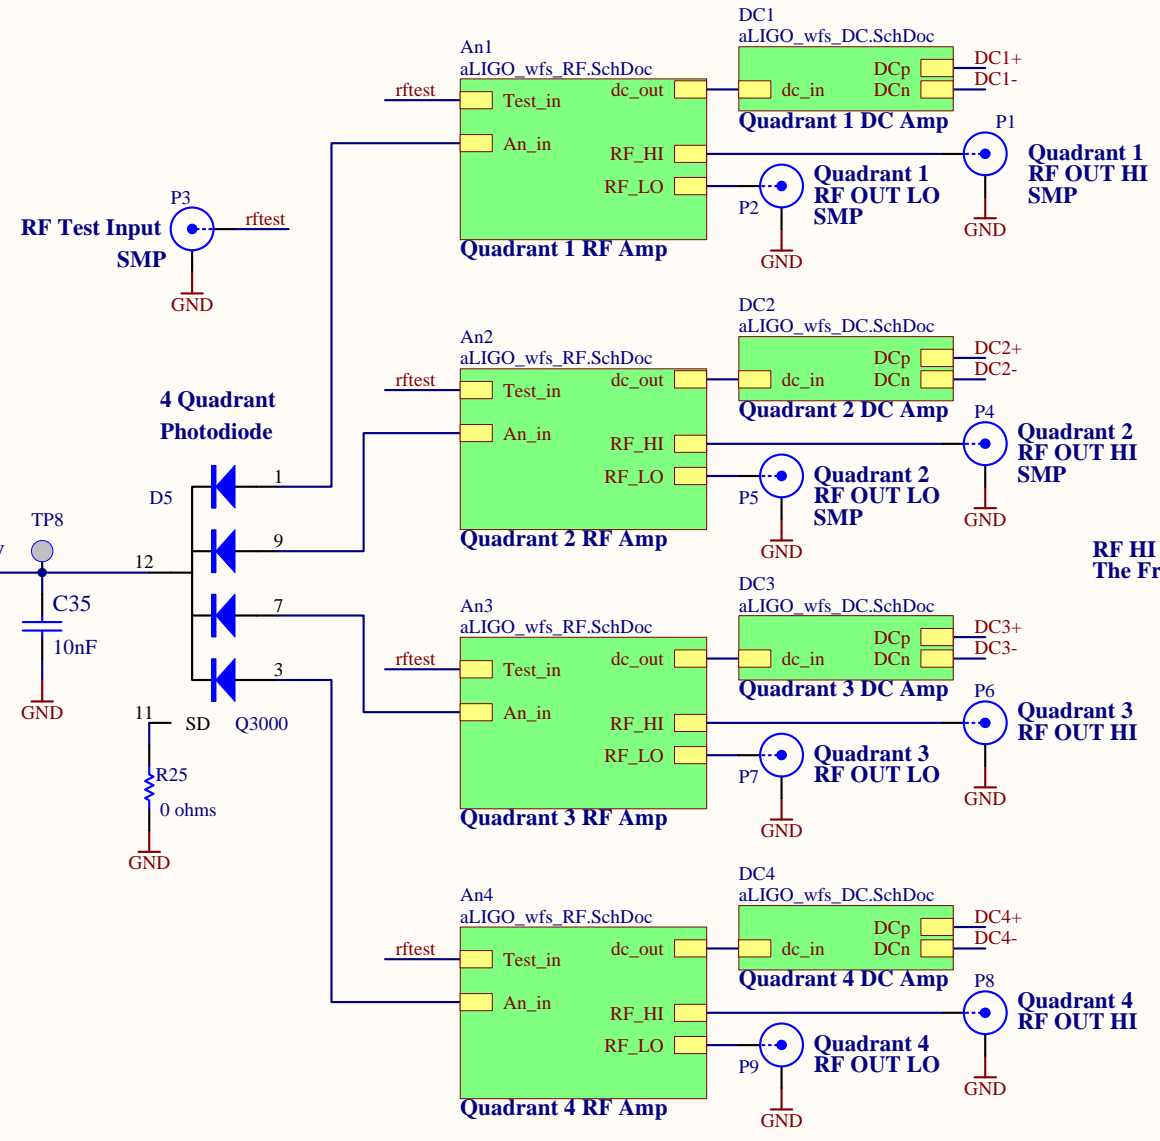 DC1
aLIGO_wfs_DC.SchDoc
An1
aLIGO_wfs_RF.SchDoc
rftest
Test_in
dc_out
dc_in
DCp
DCn
DC1+
DC1-
Quadrant 1 DC Amp
An_in
RF_HI
RF_LO
P1
Quadrant 1
RF OUT HI
SMP
GND
P2
Quadrant 1
RF OUT LO
SMP
GND
Quadrant 1 RF Amp
P3
RF Test Input
SMP
rftest
GND
DC2
aLIGO_wfs_DC.SchDoc
An2
aLIGO_wfs_RF.SchDoc
rftest
Test_in
dc_out
dc_in
DCp
DCn
DC2+
DC2-
Quadrant 2 DC Amp
An_in
RF_HI
RF_LO
P4
Quadrant 2
RF OUT HI
SMP
GND
P5
Quadrant 2
RF OUT LO
SMP
GND
Quadrant 2 RF Amp
4 Quadrant
Photodiode
D5
1
9
7
3
12
TP8
C35
10nF
GND
11
SD
Q3000
R25
0 ohms
GND
RF HI
The Fr
DC3
aLIGO_wfs_DC.SchDoc
An3
aLIGO_wfs_RF.SchDoc
rftest
Test_in
dc_out
dc_in
DCp
DCn
DC3+
DC3-
Quadrant 3 DC Amp
An_in
RF_HI
RF_LO
P6
Quadrant 3
RF OUT HI
GND
P7
Quadrant 3
RF OUT LO
GND
Quadrant 3 RF Amp
DC4
aLIGO_wfs_DC.SchDoc
An4
aLIGO_wfs_RF.SchDoc
rftest
Test_in
dc_out
dc_in
DCp
DCn
DC4+
DC4-
Quadrant 4 DC Amp
An_in
RF_HI
RF_LO
P8
Quadrant 4
RF OUT HI
GND
P9
Quadrant 4
RF OUT LO
GND
Quadrant 4 RF Amp